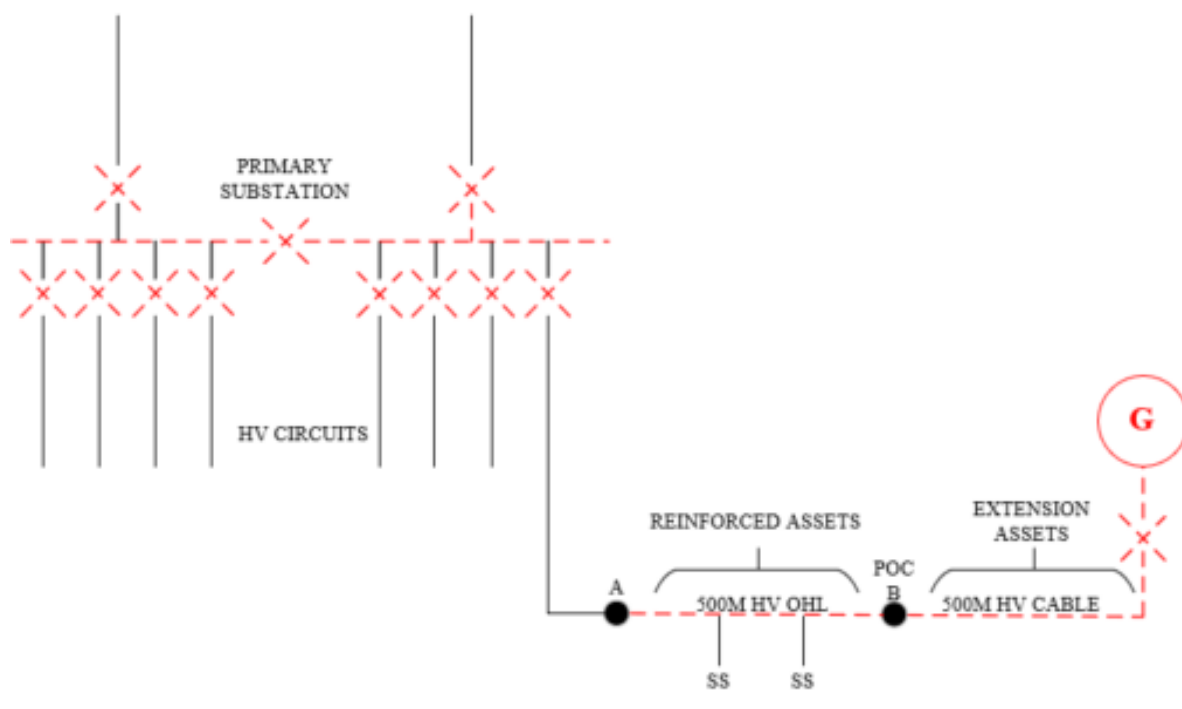 PRIMARY
SUBSTATION
HV CIRCUITS
G
REINFORCED ASSETS
EXTENSION
ASSETS
A
POC
B
500M HV OHL
500M HV CABLE
SS
SS